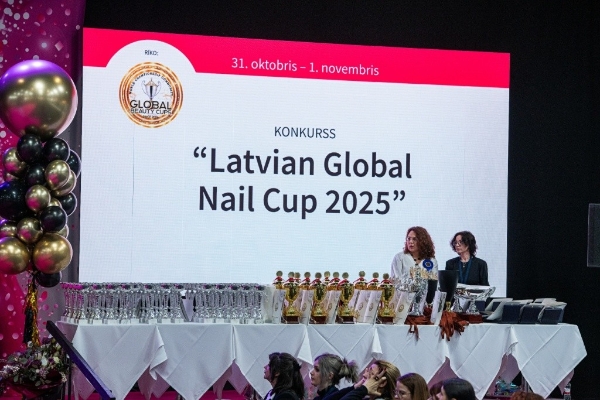 RĪKO:
31. oktobris – 1. novembris
GLOBAL
BEAUTY CUP
KONKURSS
“Latvian Global
Nail Cup 2025”